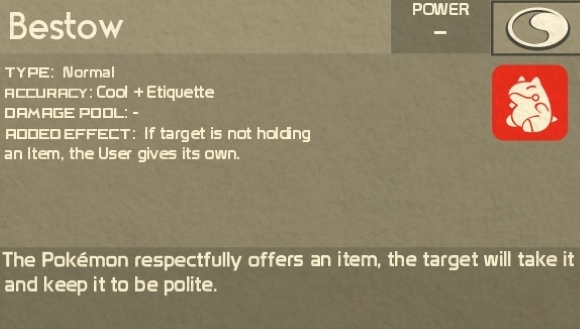 Bestow
POWER
–
TYPE: Normal
ACCURACY: Cool + Etiquette
DAMAGE POOL: -
ADDED EFFECT: If target is not holding
an Item, the User gives its own.
The Pokémon respectfully offers an item, the target will take it
and keep it to be polite.